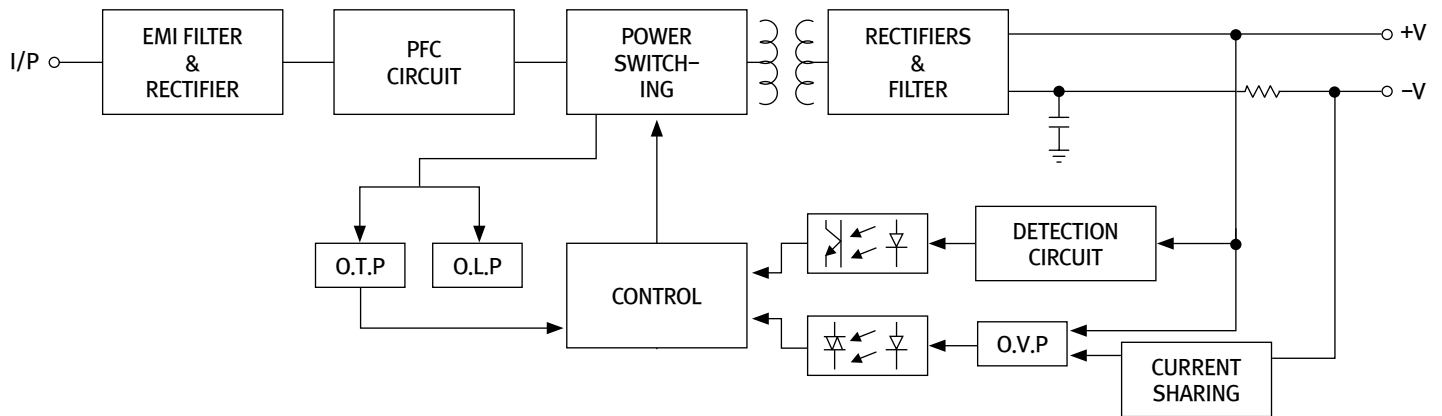 I/P
EMI FILTER
&
RECTIFIER
PFC
CIRCUIT
POWER
SWITCH-
ING
RECTIFIERS
&
FILTER
+V
-V
O.T.P
O.L.P
CONTROL
DETECTION
CIRCUIT
O.V.P
CURRENT
SHARING